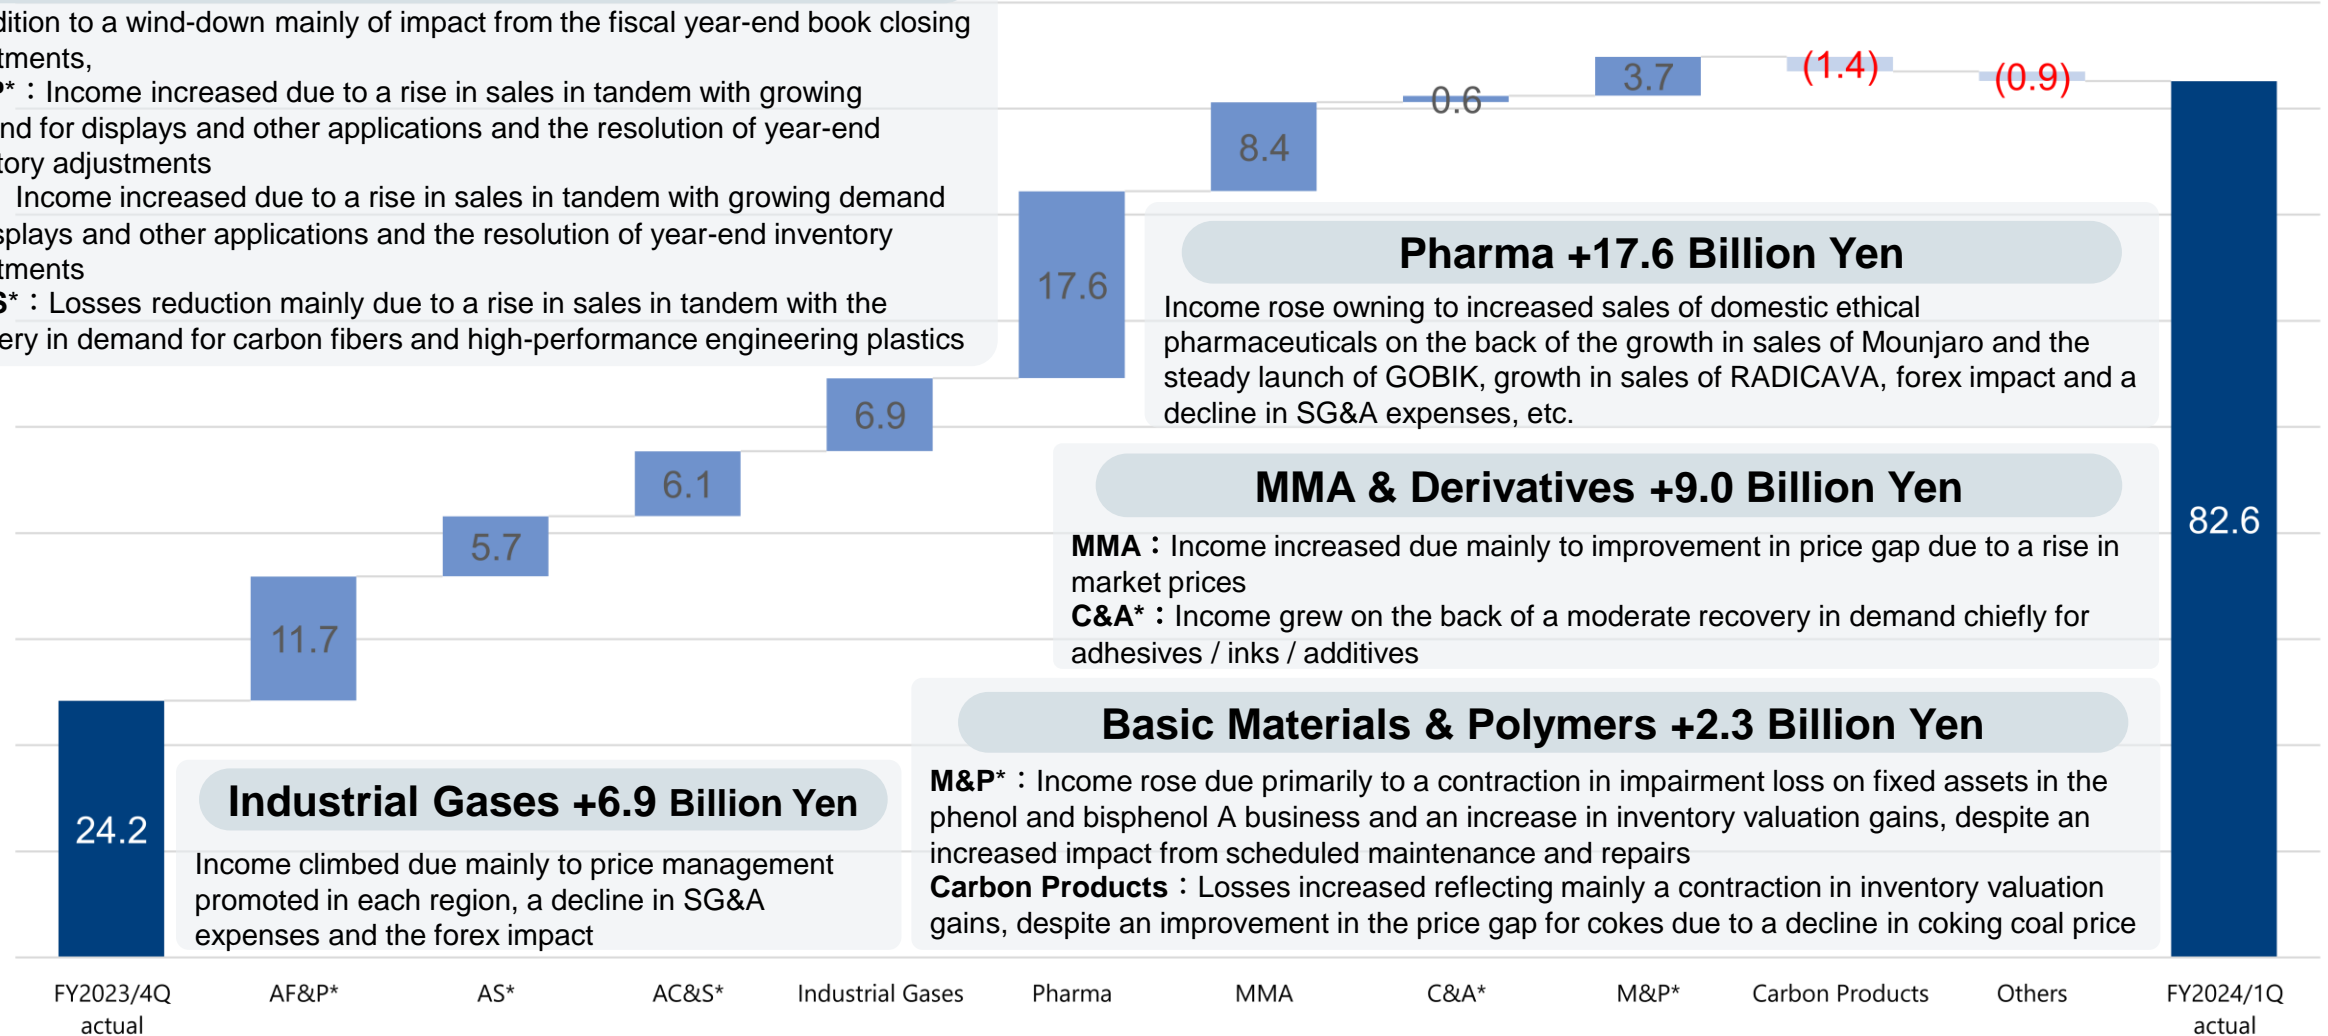 dition to a wind-down mainly of impact from the fiscal year-end book closing
tments,
P*：Income increased due to a rise in sales in tandem with growing
nd for displays and other applications and the resolution of year-end
tory adjustments
Income increased due to a rise in sales in tandem with growing demand
splays and other applications and the resolution of year-end inventory
tments
S*：Losses reduction mainly due to a rise in sales in tandem with the
ery in demand for carbon fibers and high-performance engineering plastics
24.2
11.7
5.7
6.1
6.9
17.6
8.4
0.6
3.7
(1.4)
(0.9)
82.6
Pharma +17.6 Billion Yen
Income rose owning to increased sales of domestic ethical
pharmaceuticals on the back of the growth in sales of Mounjaro and the
steady launch of GOBIK, growth in sales of RADICAVA, forex impact and a
decline in SG&A expenses, etc.
MMA & Derivatives +9.0 Billion Yen
MMA：Income increased due mainly to improvement in price gap due to a rise in
market prices
C&A*：Income grew on the back of a moderate recovery in demand chiefly for
adhesives / inks / additives
Basic Materials & Polymers +2.3 Billion Yen
M&P*：Income rose due primarily to a contraction in impairment loss on fixed assets in the
phenol and bisphenol A business and an increase in inventory valuation gains, despite an
increased impact from scheduled maintenance and repairs
Carbon Products：Losses increased reflecting mainly a contraction in inventory valuation
gains, despite an improvement in the price gap for cokes due to a decline in coking coal price
Industrial Gases +6.9 Billion Yen
Income climbed due mainly to price management
promoted in each region, a decline in SG&A
expenses and the forex impact
FY2023/4Q
actual
AF&P*
AS*
AC&S*
Industrial Gases
Pharma
MMA
C&A*
M&P*
Carbon Products
Others
FY2024/1Q
actual